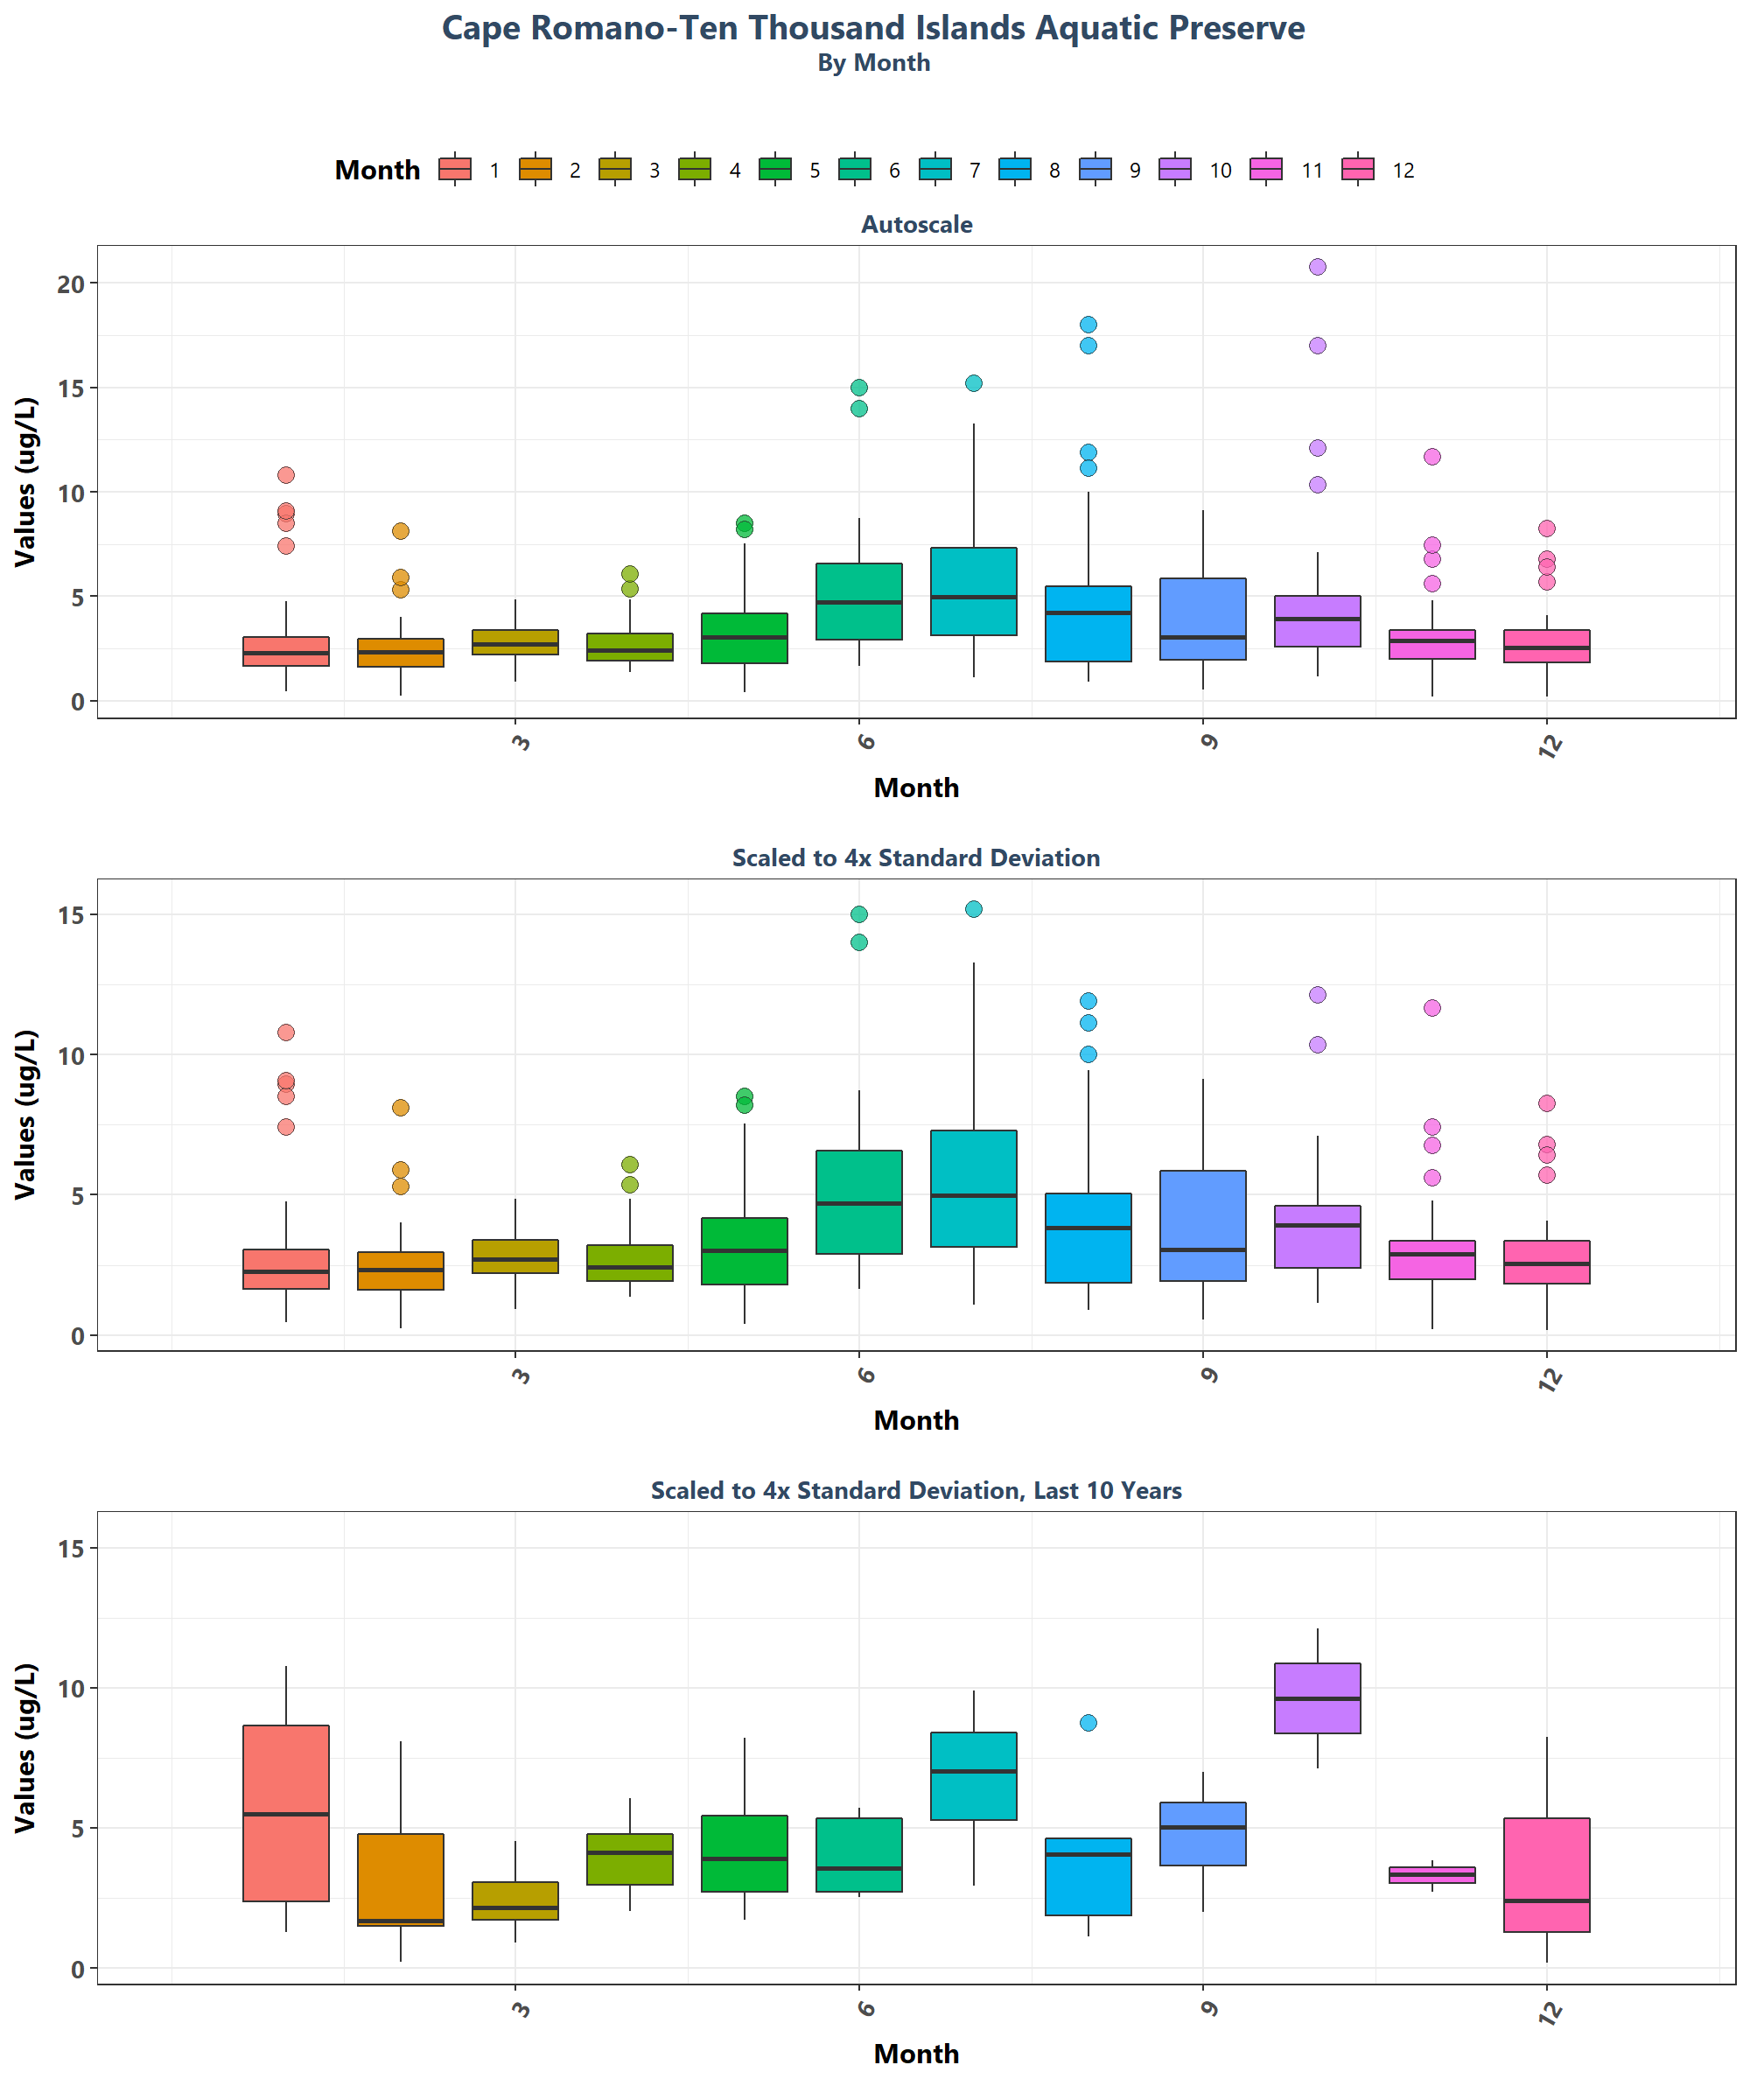 Cape Romano-Ten Thousand Islands Aquatic Preserve
By Month
Month 1 2 3 4 5 6 7 8 9 10 11 12
Autoscale
Values (ug/L)
20
15
10
5
0
3 6 9 12
Month
Scaled to 4x Standard Deviation
Values (ug/L)
15
10
5
0
3 6 9 12
Month
Scaled to 4x Standard Deviation, Last 10 Years
Values (ug/L)
15
10
5
0
3 6 9 12
Month